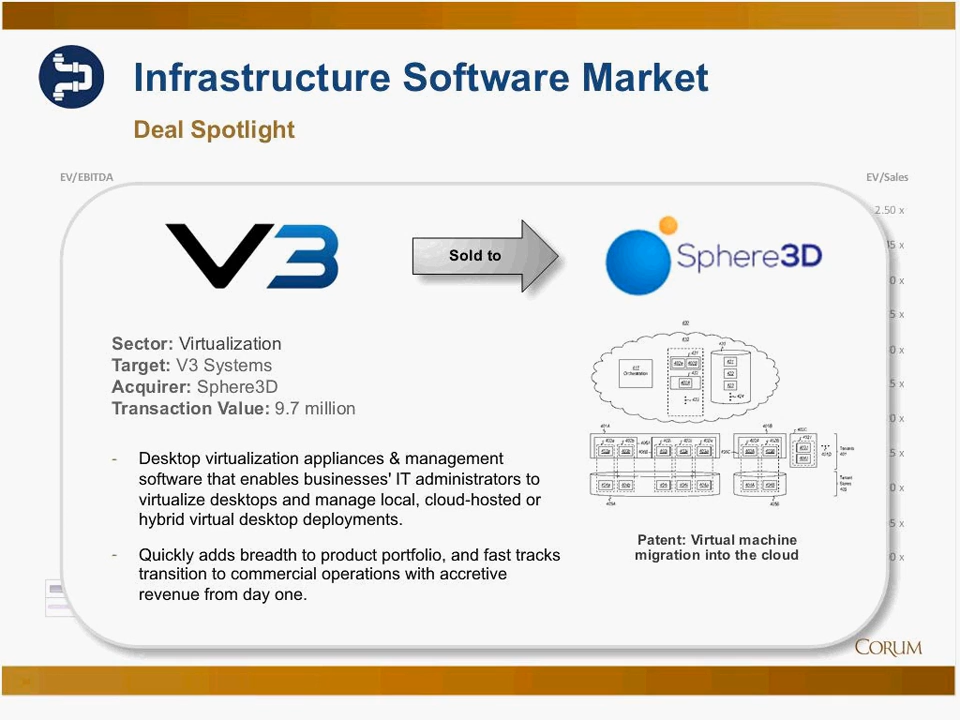 Infrastructure Software Market
Deal Spotlight
EV/EBITDA
EV/Sales
2.50 x
V3
Sold to
Sphere3D
Sector: Virtualization
Target: V3 Systems
Acquirer: Sphere3D
Transaction Value: 9.7 million
- Desktop virtualization appliances & management
software that enables businesses' IT administrators to
virtualize desktops and manage local, cloud-hosted or
hybrid virtual desktop deployments.
- Quickly adds breadth to product portfolio, and fast tracks
transition to commercial operations with accretive
revenue from day one.
Orchestration
Tenants
Tenant
Stores
Patent: Virtual machine
migration into the cloud
CORUM